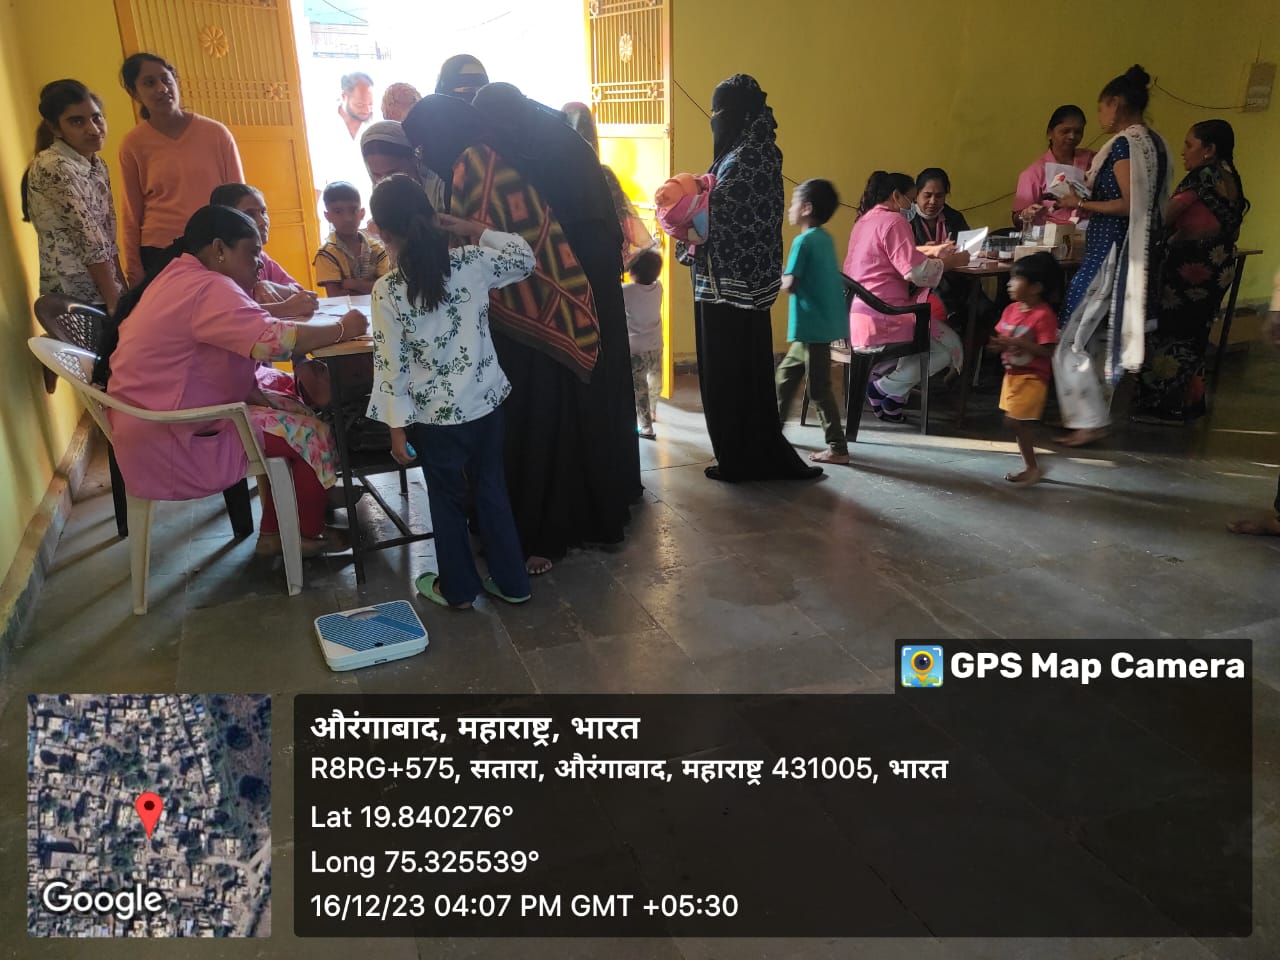 GPS Map Camera
औरंगाबाद, महाराष्ट्र, भारत
R8RG+575, सतारा, औरंगाबाद, महाराष्ट्र 431005, भारत
Lat 19.840276°
Long 75.325539°
16/12/23 04:07 PM GMT +05:30
Google